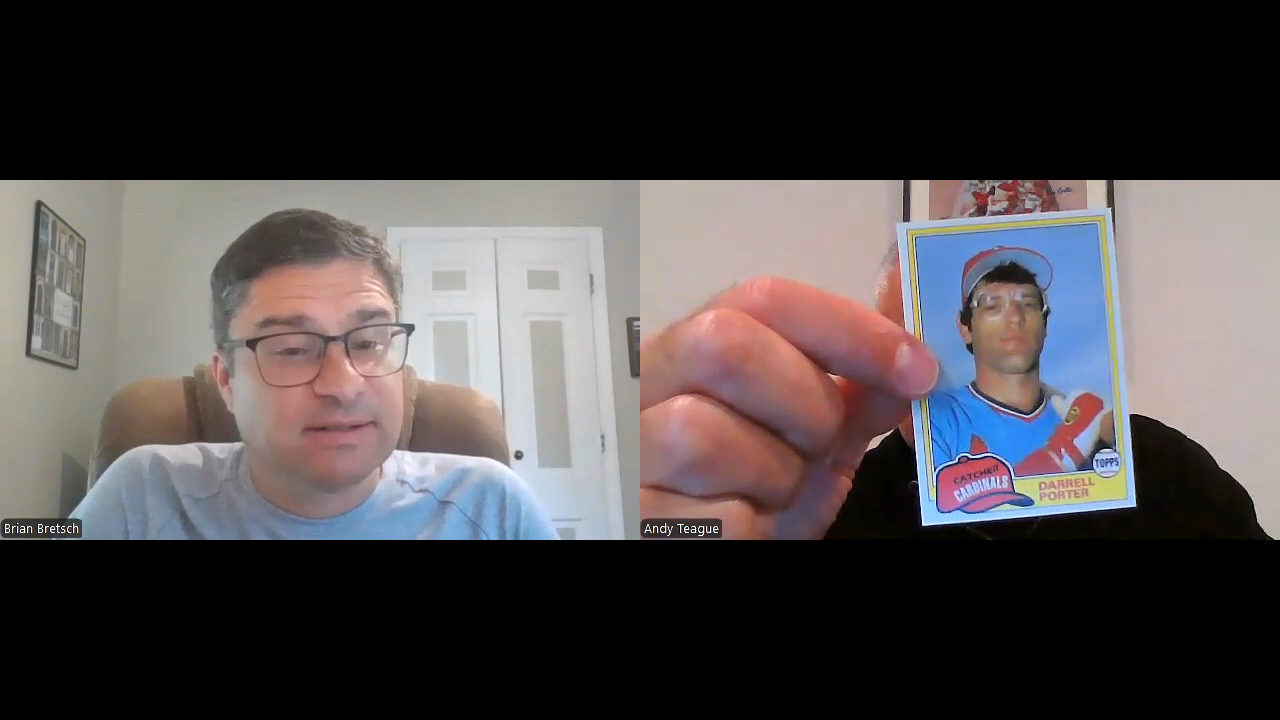 Brian Bretsch
Andy Teague
CATCHER
CARDINALS
DARRELL
PORTER
TOPPS